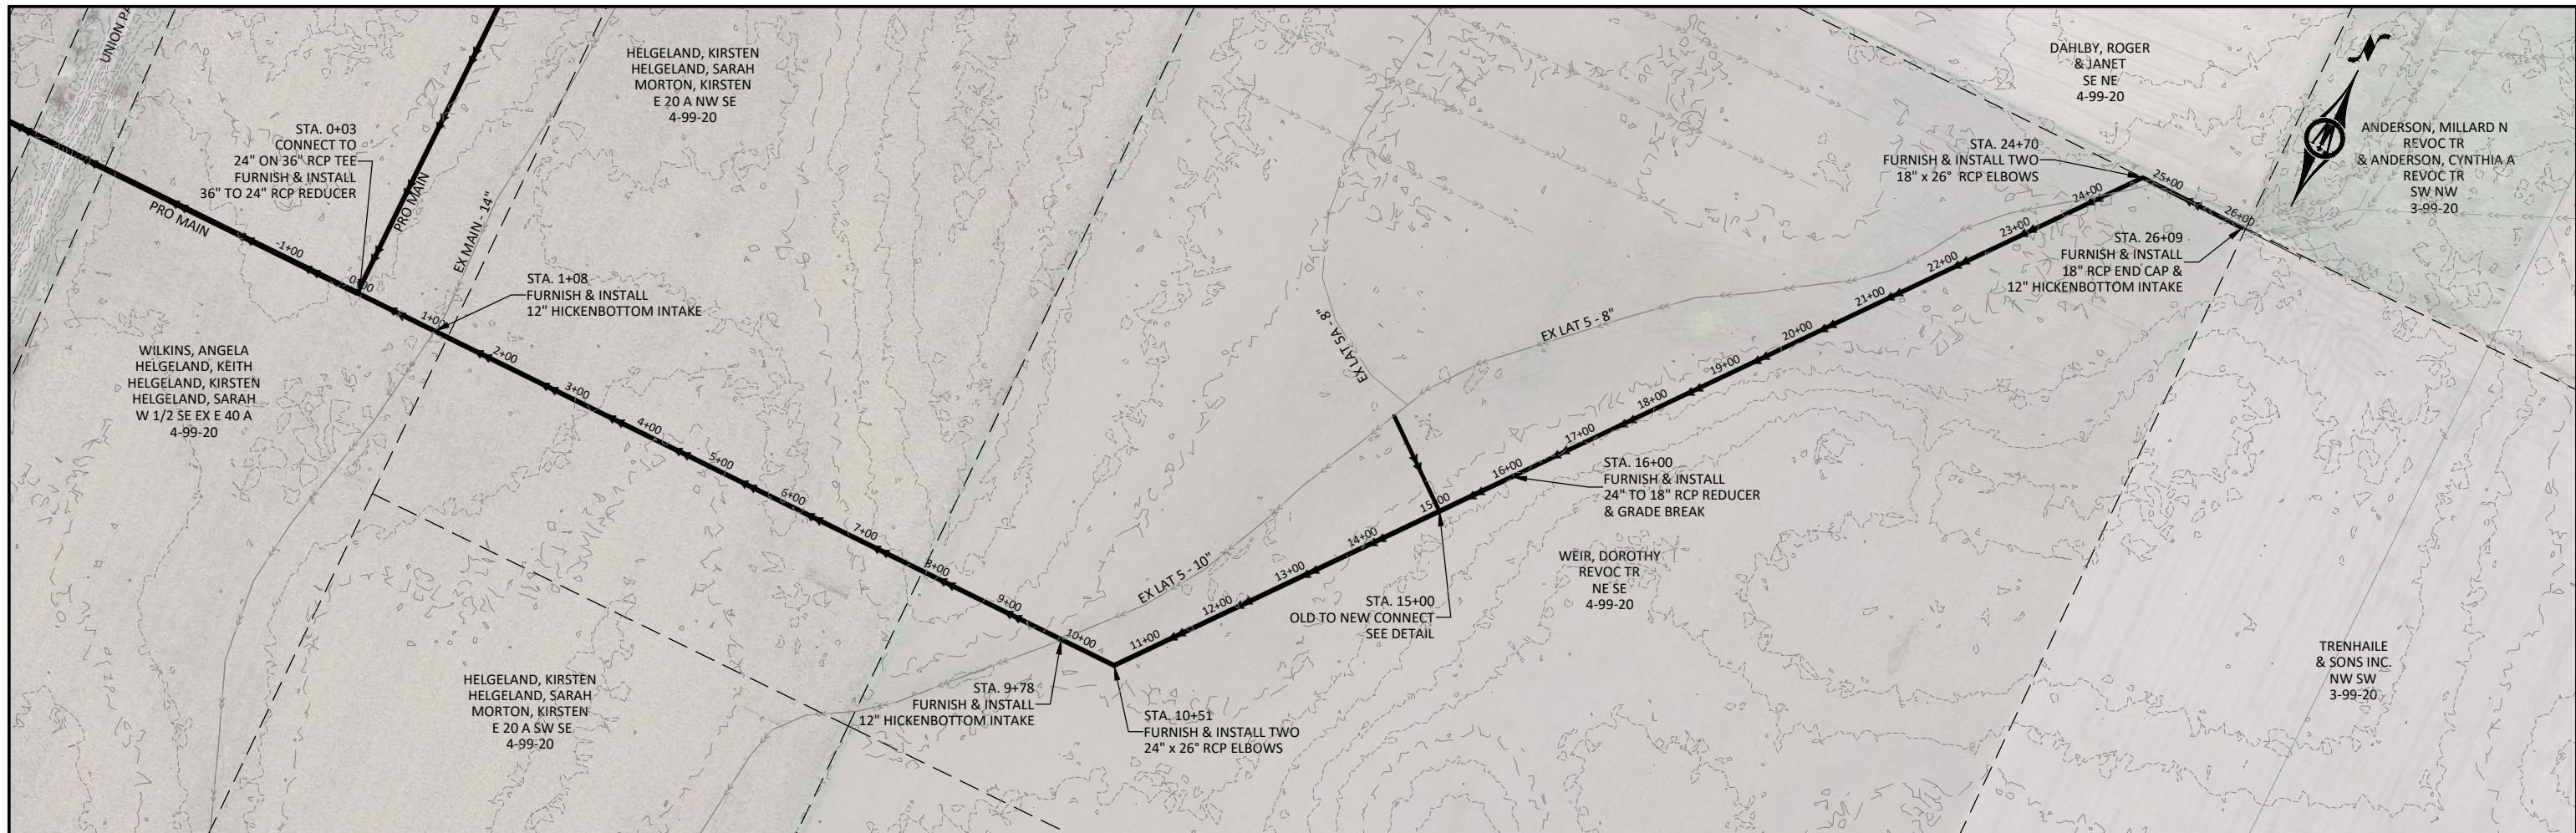 UNION PA
HELGELAND, KIRSTEN
HELGELAND, SARAH
MORTON, KIRSTEN
E 20 A NW SE
4-99-20
DAHLBY, ROGER
& JANET
SE NE
4-99-20
N
ANDERSON, MILLARD N
REVOC TR
& ANDERSON, CYNTHIA A
REVOC TR
SW NW
3-99-20
STA. 0+03
CONNECT TO
24" ON 36" RCP TEE
FURNISH & INSTALL
36" TO 24" RCP REDUCER
PRO MAIN
PRO MAIN
EX MAIN - 14"
STA. 24+70
FURNISH & INSTALL TWO
18" x 26° RCP ELBOWS
STA. 26+09
FURNISH & INSTALL
18" RCP END CAP &
12" HICKENBOTTOM INTAKE
STA. 1+08
FURNISH & INSTALL
12" HICKENBOTTOM INTAKE
WILKINS, ANGELA
HELGELAND, KEITH
HELGELAND, KIRSTEN
HELGELAND, SARAH
W 1/2 SE EX E 40 A
4-99-20
-1+00
0+00
1+00
2+00
3+00
4+00
5+00
6+00
7+00
8+00
9+00
10+00
11+00
12+00
13+00
14+00
15+00
16+00
17+00
18+00
19+00
20+00
21+00
22+00
23+00
24+00
25+00
26+00
EX LAT 5A - 8"
EX LAT 5 - 8"
EX LAT 5 - 10"
STA. 16+00
FURNISH & INSTALL
24" TO 18" RCP REDUCER
& GRADE BREAK
WEIR, DOROTHY
REVOC TR
NE SE
4-99-20
STA. 15+00
OLD TO NEW CONNECT
SEE DETAIL
HELGELAND, KIRSTEN
HELGELAND, SARAH
MORTON, KIRSTEN
E 20 A SW SE
4-99-20
STA. 9+78
FURNISH & INSTALL
12" HICKENBOTTOM INTAKE
STA. 10+51
FURNISH & INSTALL TWO
24" x 26° RCP ELBOWS
TRENHAILE
& SONS INC.
NW SW
3-99-20